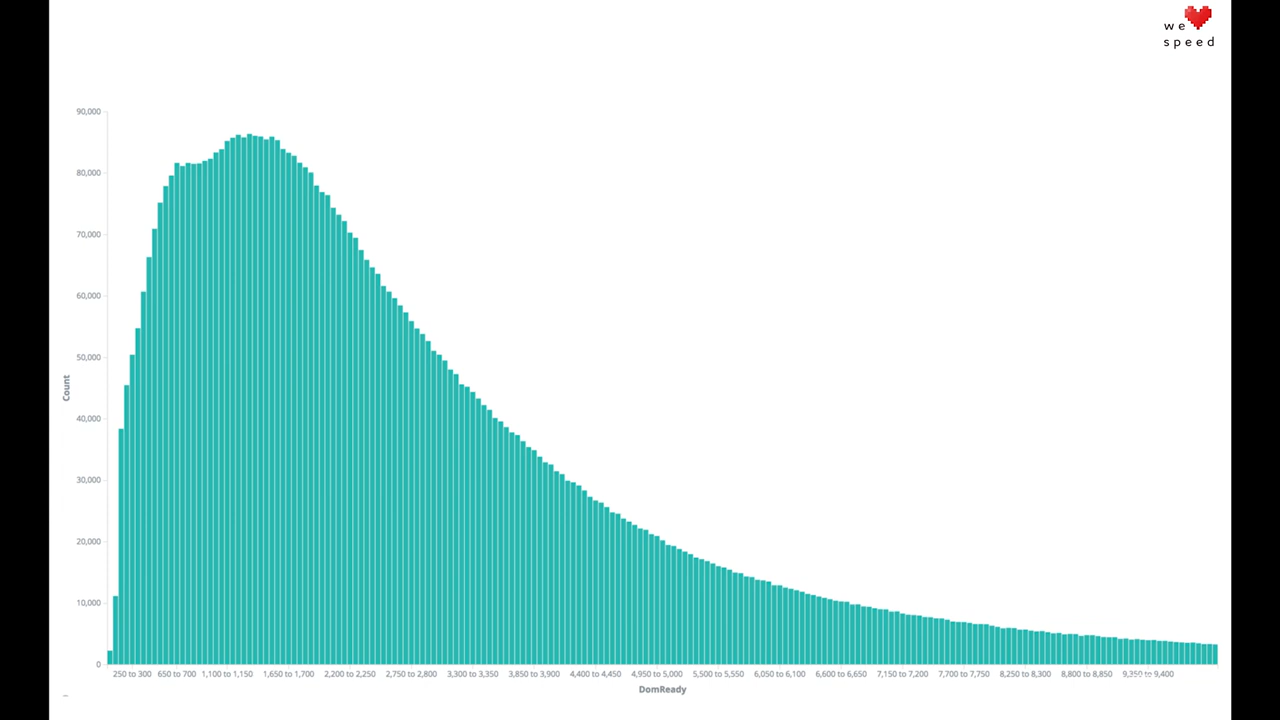 we
speed
90,000
80,000
70,000
60,000
50,000
40,000
30,000
20,000
10,000
0
Count
250 to 300 650 to 700 1,100 to 1,150 1,650 to 1,700 2,200 to 2,250 2,750 to 2,800 3,300 to 3,350 3,850 to 3,900 4,400 to 4,450 4,950 to 5,000 5,500 to 5,550 6,050 to 6,100 6,600 to 6,650 7,150 to 7,200 7,700 to 7,750 8,250 to 8,300 8,800 to 8,850 9,350 to 9,400
DomReady